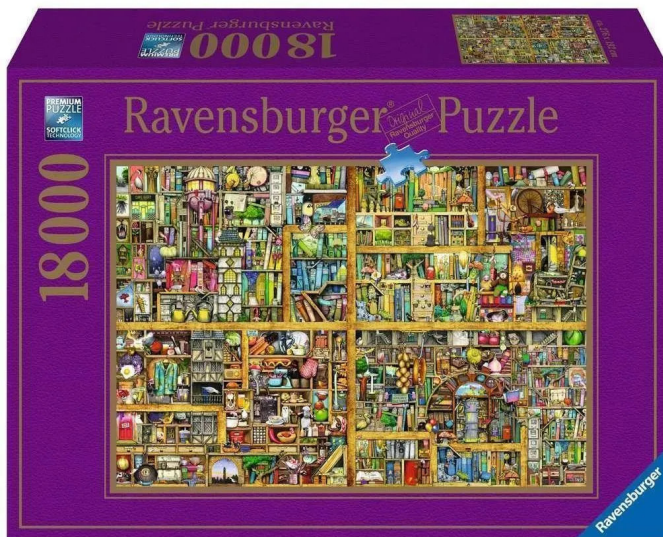 Ravensburger Puzzle
18000
PREMIUM
PUZZLE
SOFTCLICK
TECHNOLOGY
Ravensburger® Puzzle
Original
Ravensburger
Quality
18000
Ravensburger